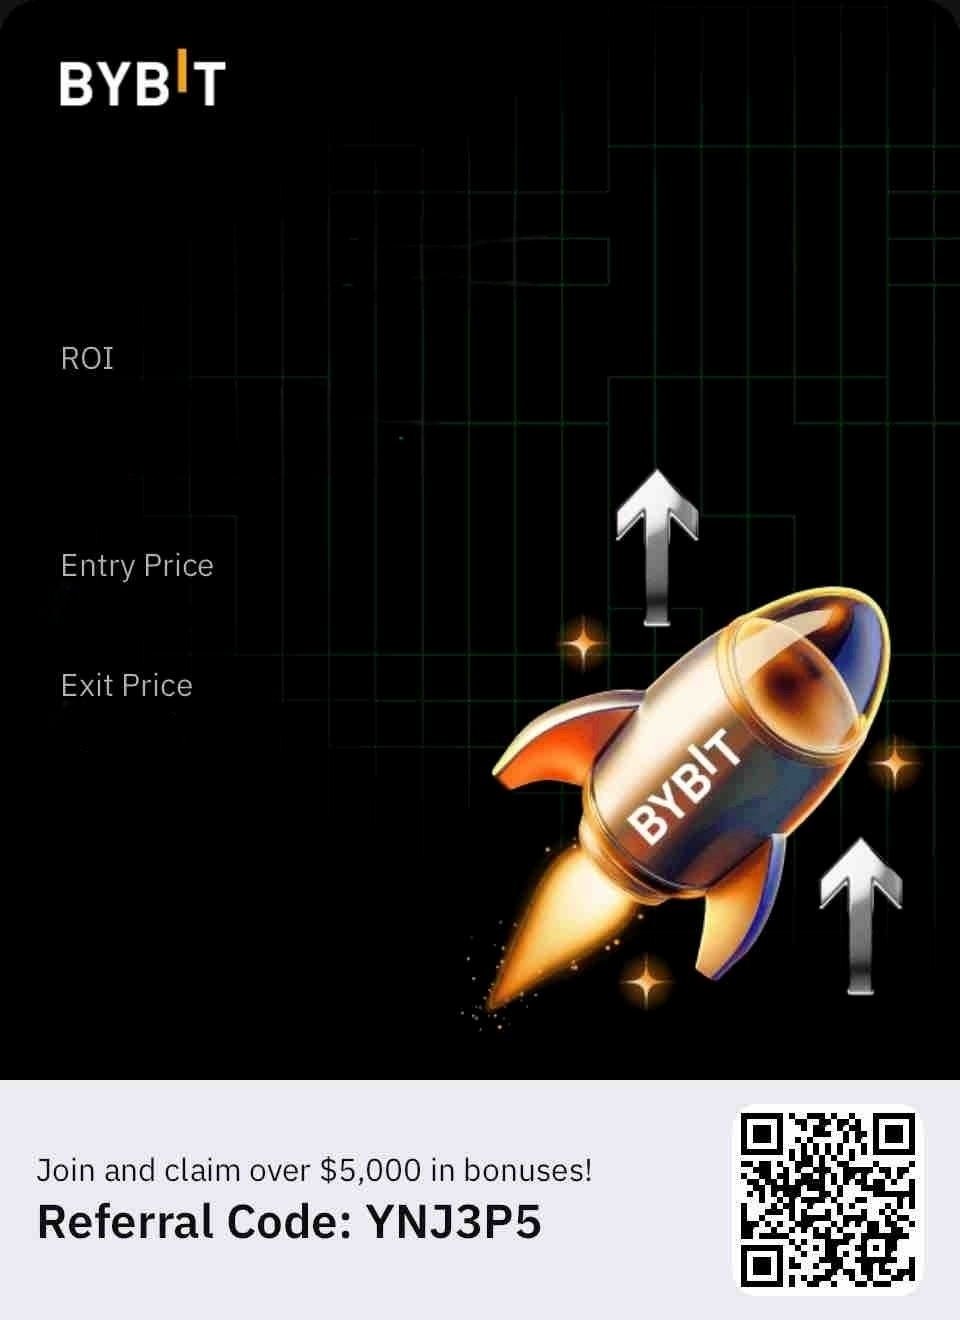 BYBIT
ROI
Entry Price
Exit Price
BYBIT
Join and claim over $5,000 in bonuses!
Referral Code: YNJ3P5